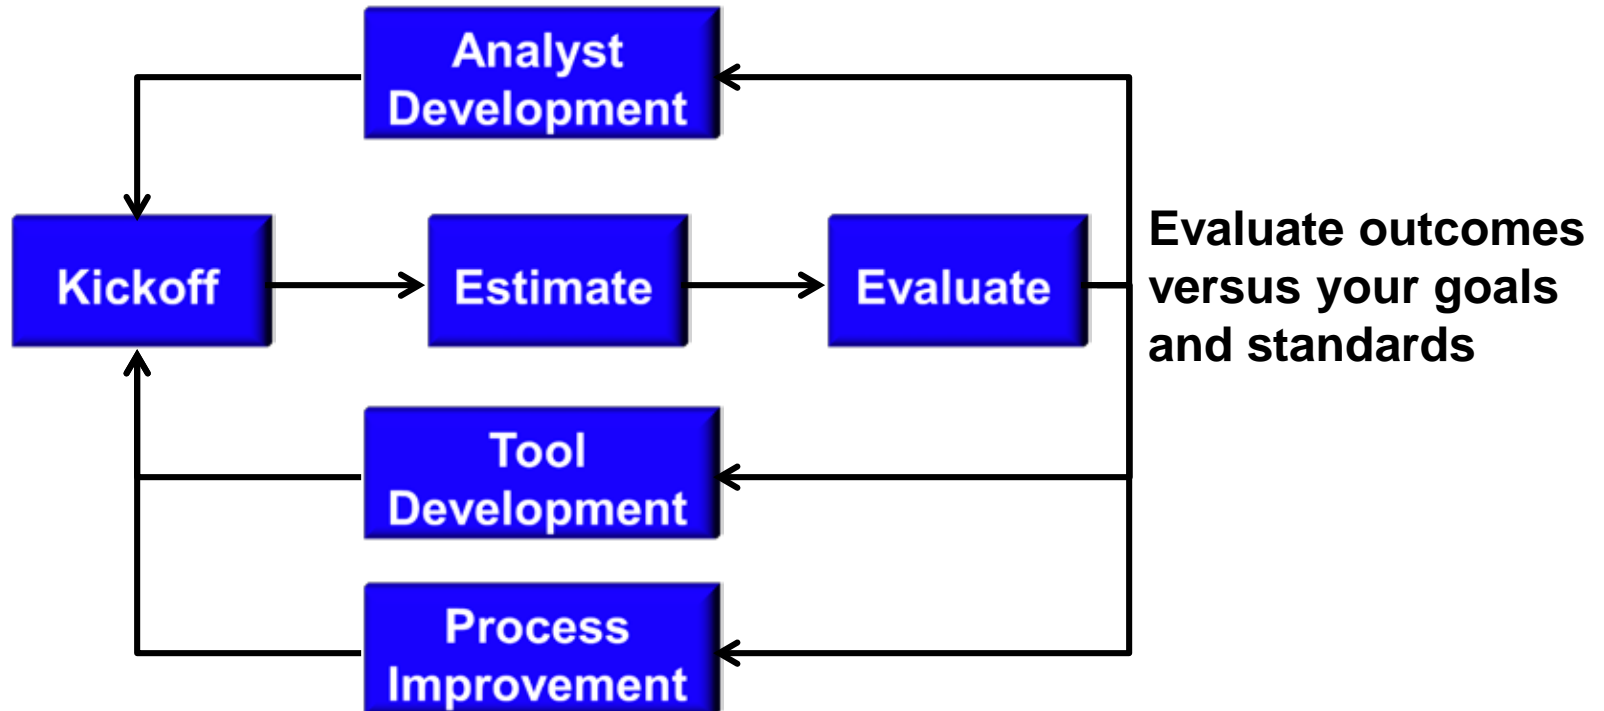 Analyst
Development
Kickoff
Estimate
Evaluate
Evaluate outcomes
versus your goals
and standards
Tool
Development
Process
Improvement